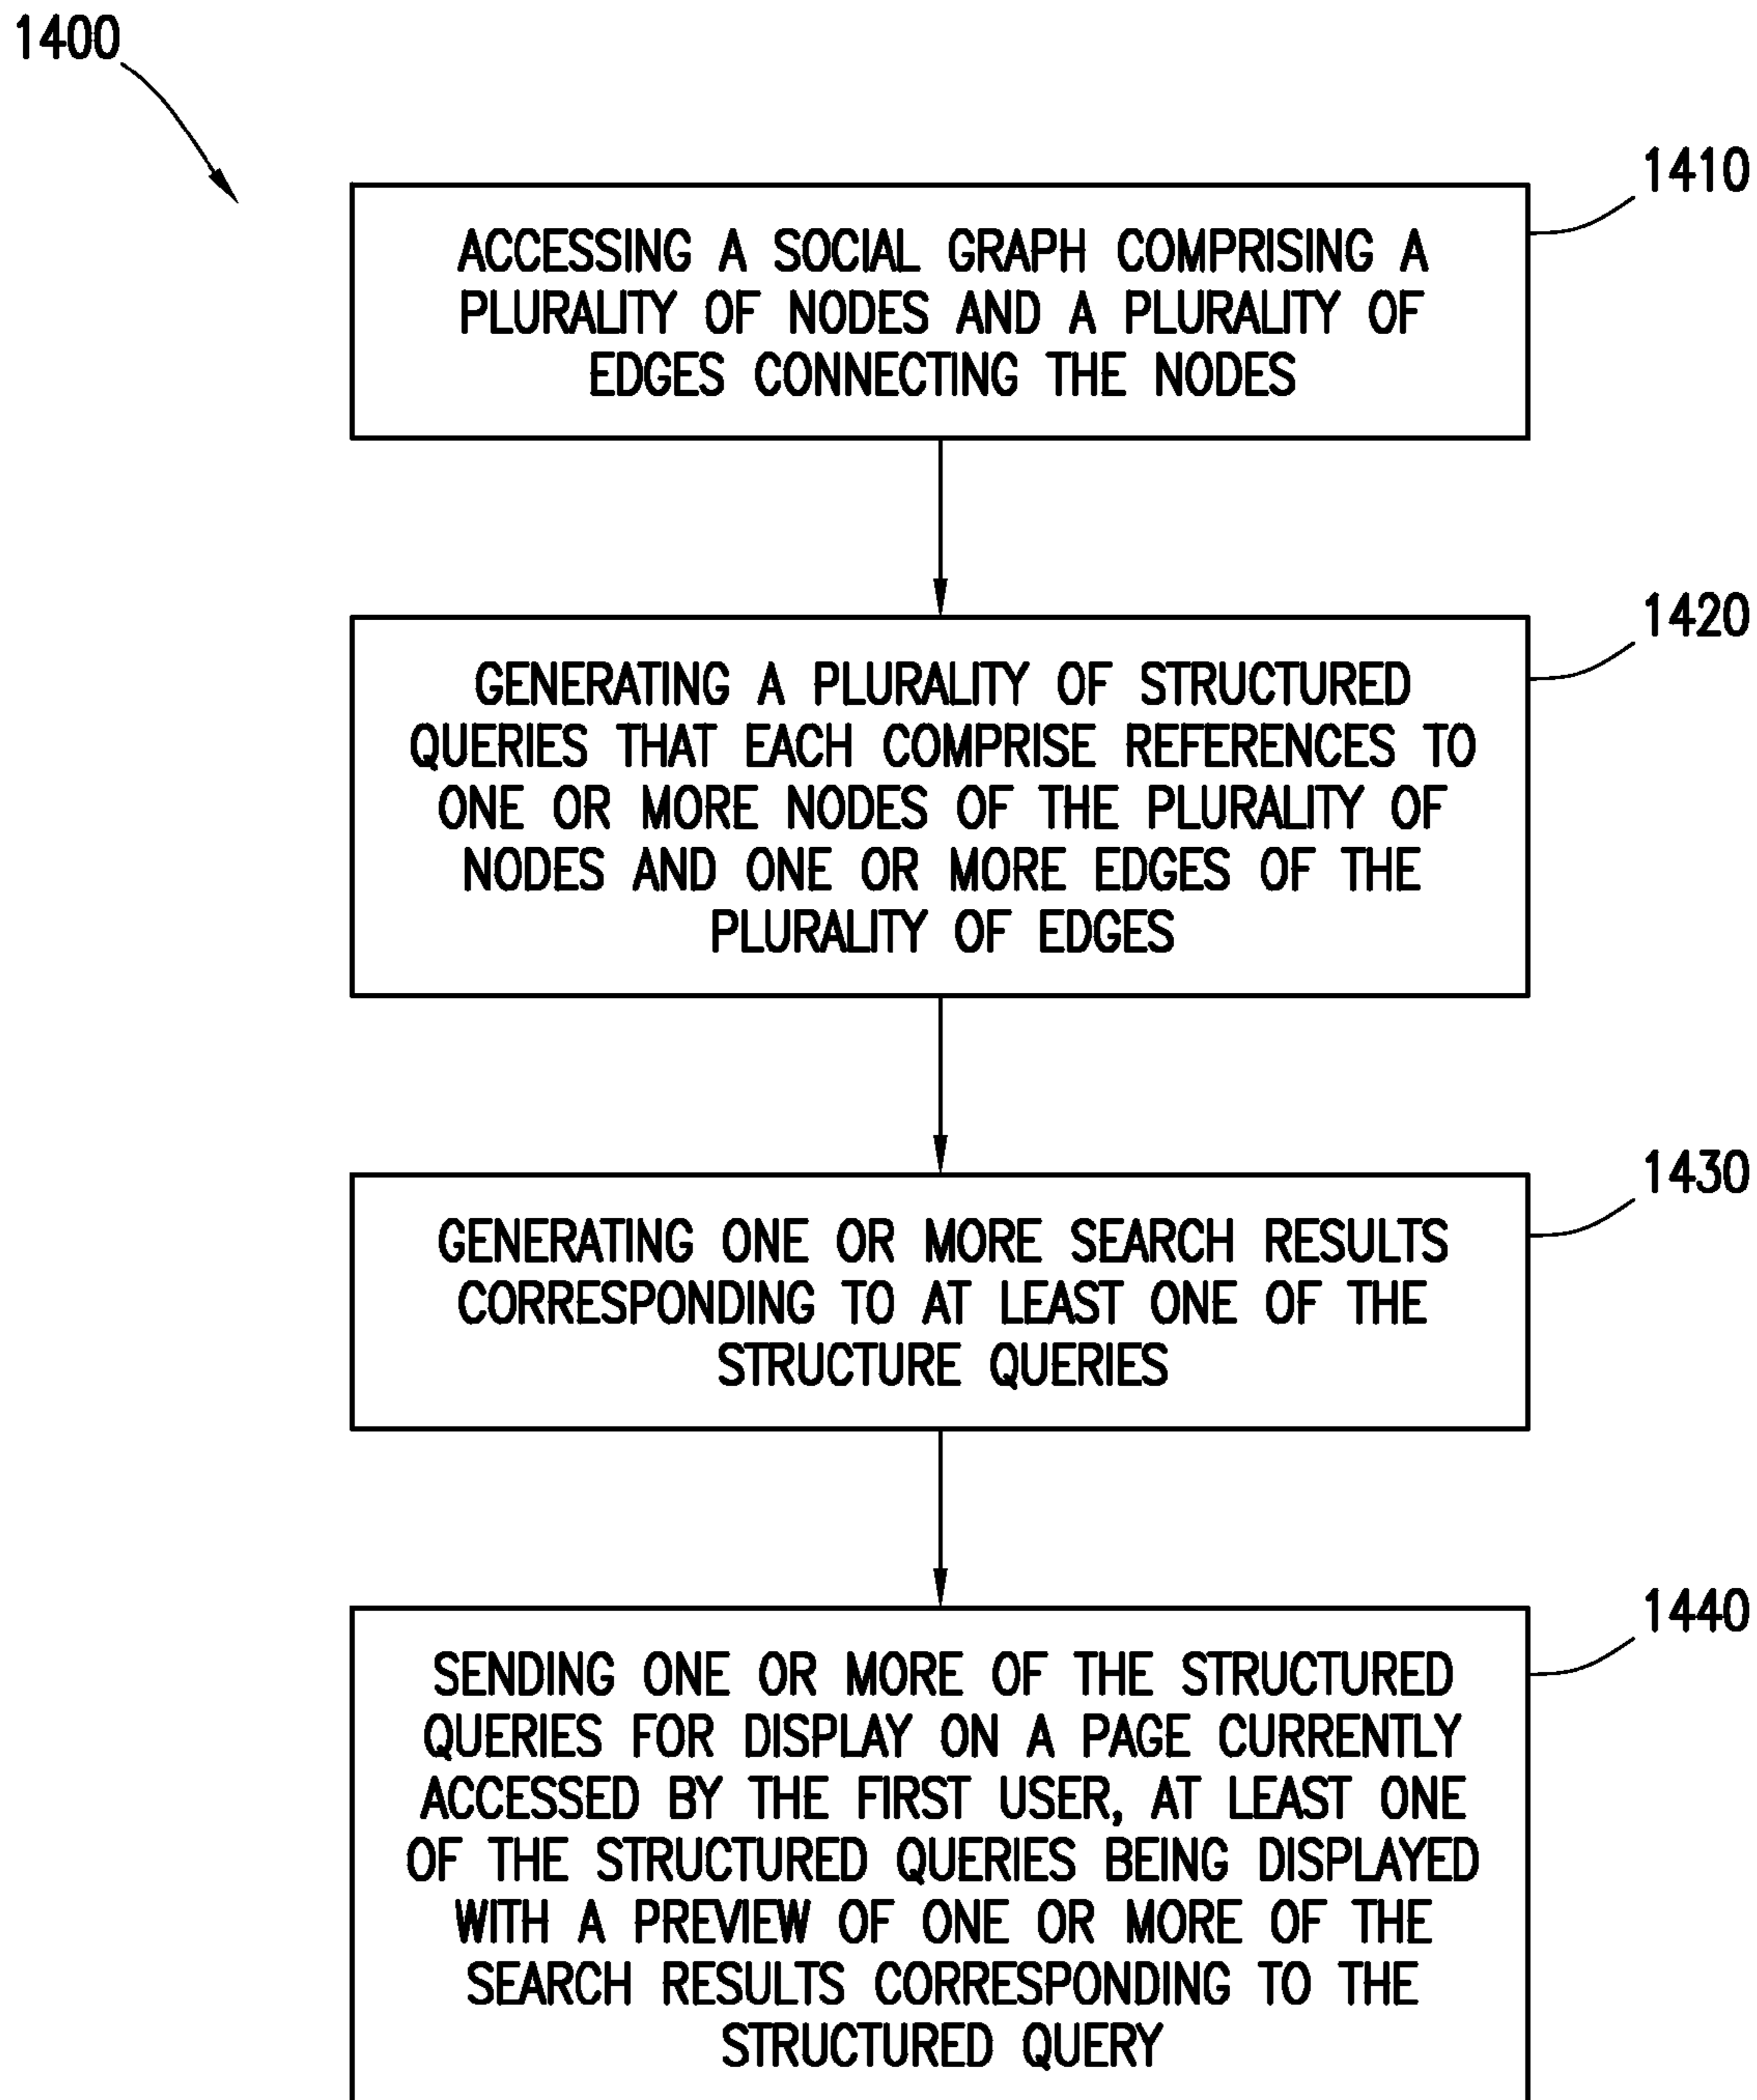 1400
1410
ACCESSING A SOCIAL GRAPH COMPRISING A
PLURALITY OF NODES AND A PLURALITY OF
EDGES CONNECTING THE NODES
1420
GENERATING A PLURALITY OF STRUCTURED
QUERIES THAT EACH COMPRISE REFERENCES TO
ONE OR MORE NODES OF THE PLURALITY OF
NODES AND ONE OR MORE EDGES OF THE
PLURALITY OF EDGES
1430
GENERATING ONE OR MORE SEARCH RESULTS
CORRESPONDING TO AT LEAST ONE OF THE
STRUCTURE QUERIES
1440
SENDING ONE OR MORE OF THE STRUCTURED
QUERIES FOR DISPLAY ON A PAGE CURRENTLY
ACCESSED BY THE FIRST USER, AT LEAST ONE
OF THE STRUCTURED QUERIES BEING DISPLAYED
WITH A PREVIEW OF ONE OR MORE OF THE
SEARCH RESULTS CORRESPONDING TO THE
STRUCTURED QUERY